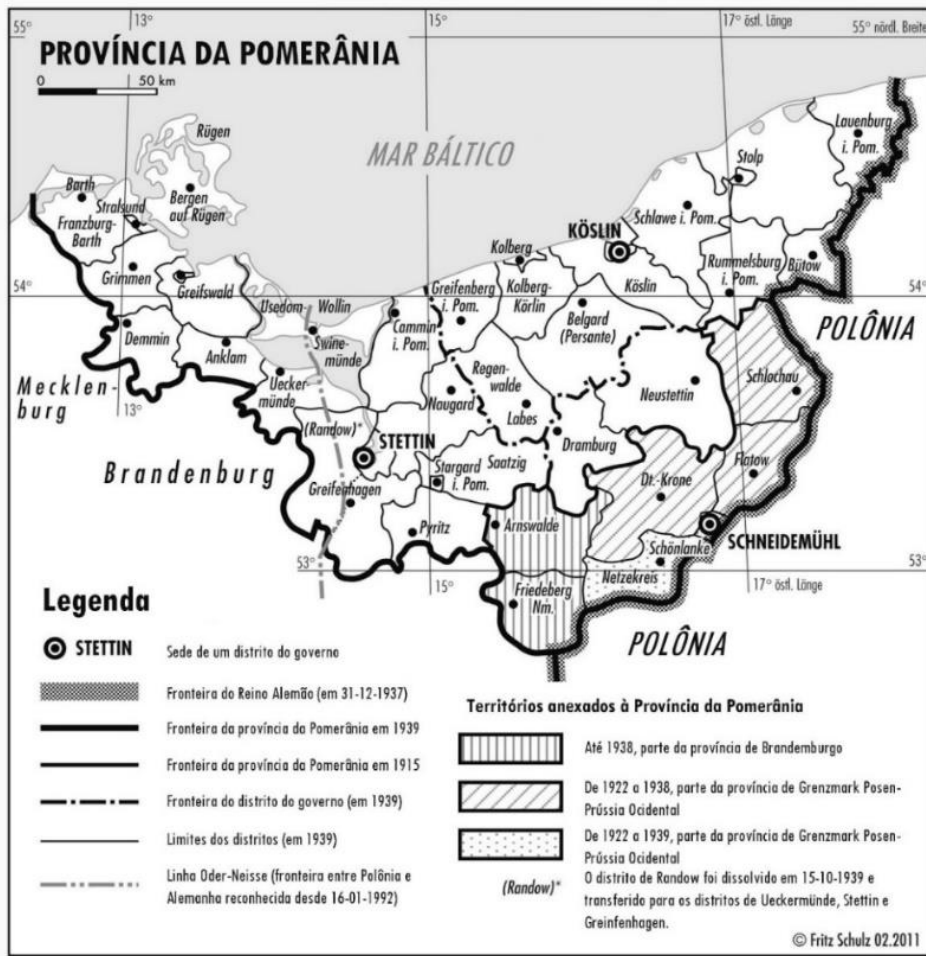 55°
13°
15°
17° östl. Länge
55° nördl. Breite
PROVÍNCIA DA POMERÂNIA
0 50 km
MAR BÁLTICO
Rügen
Lauenburg
i. Pom.
Stolp
Barth
Bergen
auf Rügen
Stralsund
Franzburg-
Barth
Schlawe i. Pom.
KÖSLIN
Kolberg
Grimmen
Greifswald
Rummelsburg
i. Pom.
Bütow
54°
54°
Usedom-
Wollin
Greifenberg
i. Pom.
Kolberg-
Körlin
Köslin
Cammin
i. Pom.
Belgard
(Persante)
POLÔNIA
Demmin
Anklam
Swine-
münde
Mecklen-
burg
13°
Uecker-
münde
Regen-
walde
Naugard
Labes
Neustettin
Schlochau
(Randow)*
STETTIN
Dramburg
Brandenburg
Stargard
i. Pom.
Saatzig
Flatow
Dt.-Krone
Greifenhagen
Pyritz
Arnswalde
SCHNEIDEMÜHL
Schönlanke
53°
15°
Netzekreis
17° östl. Länge
53°
Friedeberg
Nm.
POLÔNIA
Legenda
STETTIN
Sede de um distrito do governo
Fronteira do Reino Alemão (em 31-12-1937)
Fronteira da província da Pomerânia em 1939
Fronteira da província da Pomerânia em 1915
Fronteira do distrito do governo (em 1939)
Limites dos distritos (em 1939)
Linha Oder-Neisse (fronteira entre Polônia e
Alemanha reconhecida desde 16-01-1992)
Territórios anexados à Província da Pomerânia
Até 1938, parte da província de Brandemburgo
De 1922 a 1938, parte da província de Grenzmark Posen-
Prússia Ocidental
De 1922 a 1939, parte da província de Grenzmark Posen-
Prússia Ocidental
(Randow)*
O distrito de Randow foi dissolvido em 15-10-1939 e
transferido para os distritos de Ueckermünde, Stettin e
Greinfenhagen.
© Fritz Schulz 02.2011